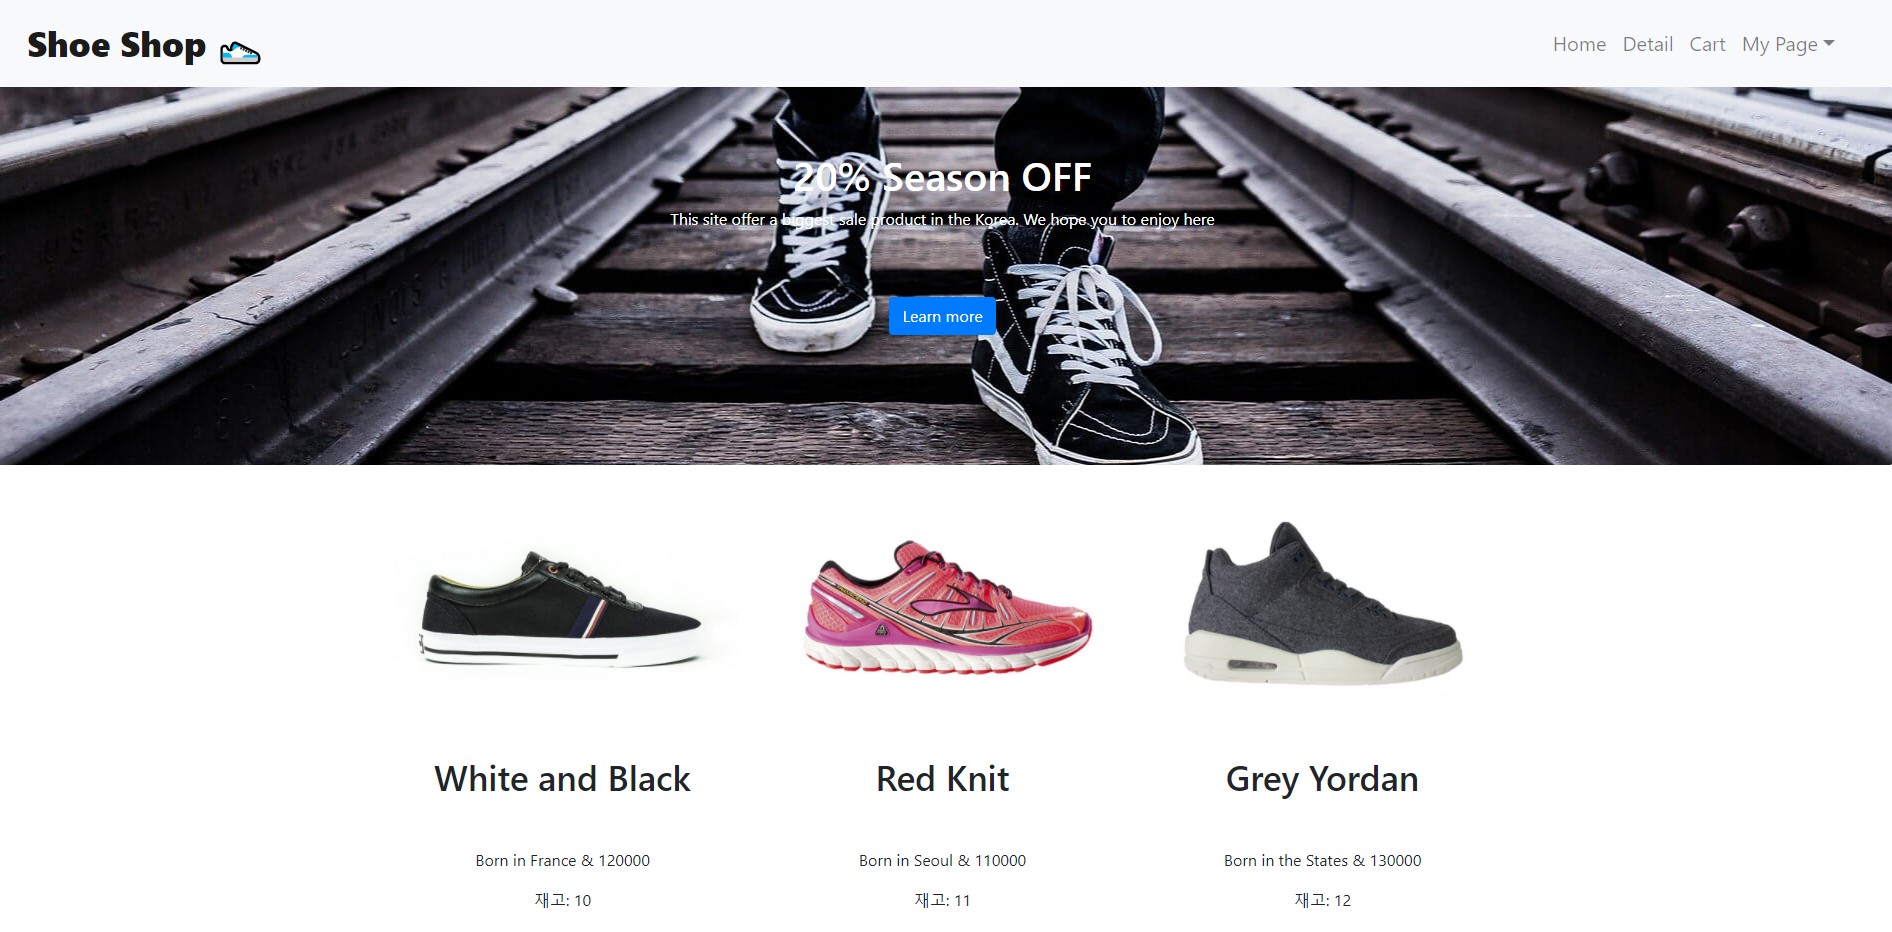 Shoe Shop
Home Detail Cart My Page
20% Season OFF
This site offer a biggest sale product in the Korea. We hope you to enjoy here
Learn more
White and Black Red Knit Grey Yordan
Born in France & 120000 Born in Seoul & 110000 Born in the States & 130000
재고: 10 재고: 11 재고: 12